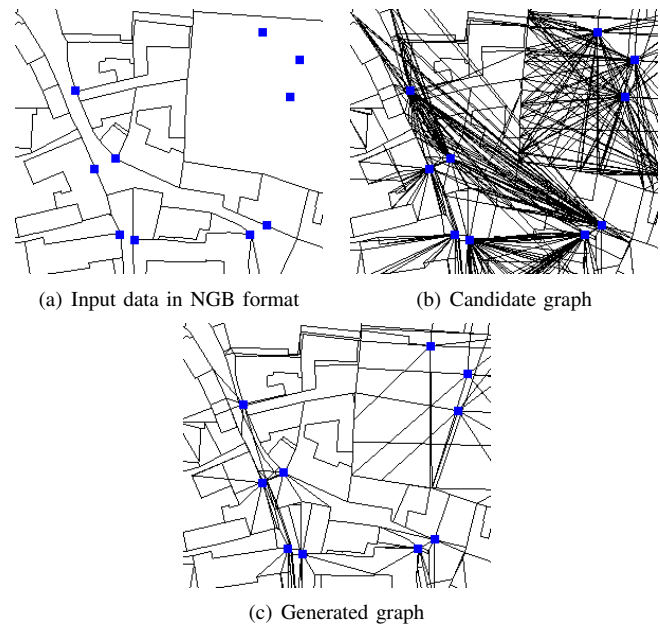 (a) Input data in NGB format
(b) Candidate graph
(c) Generated graph